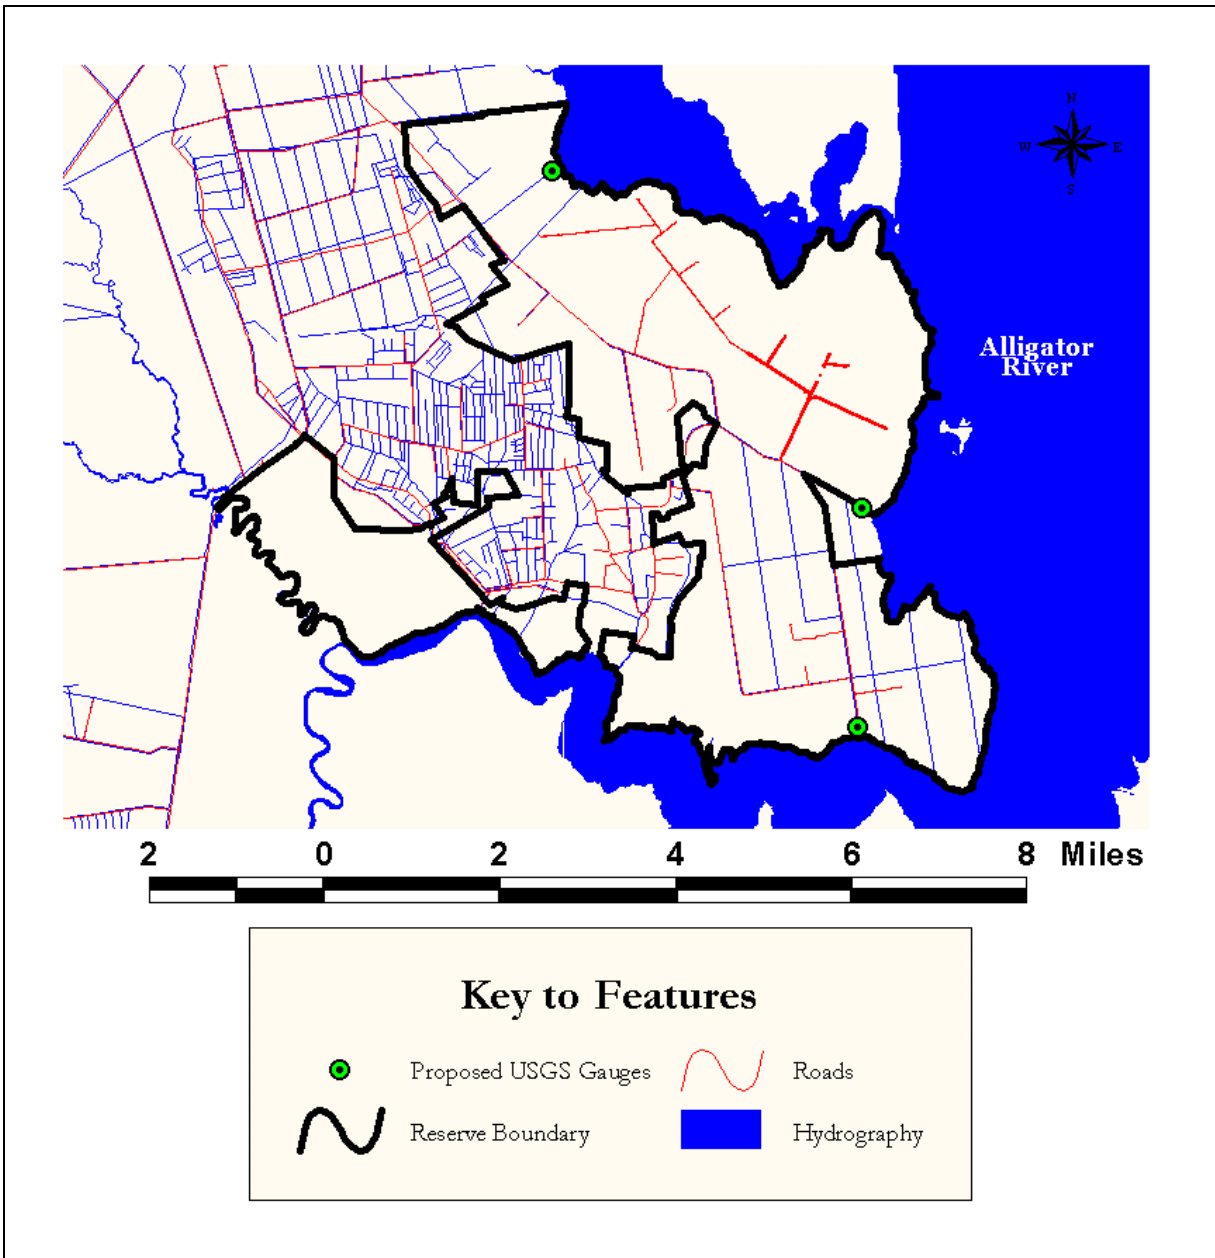 N
W E
S
Alligator
River
2 0 2 4 6 8 Miles
Key to Features
Proposed USGS Gauges
Roads
Reserve Boundary
Hydrography